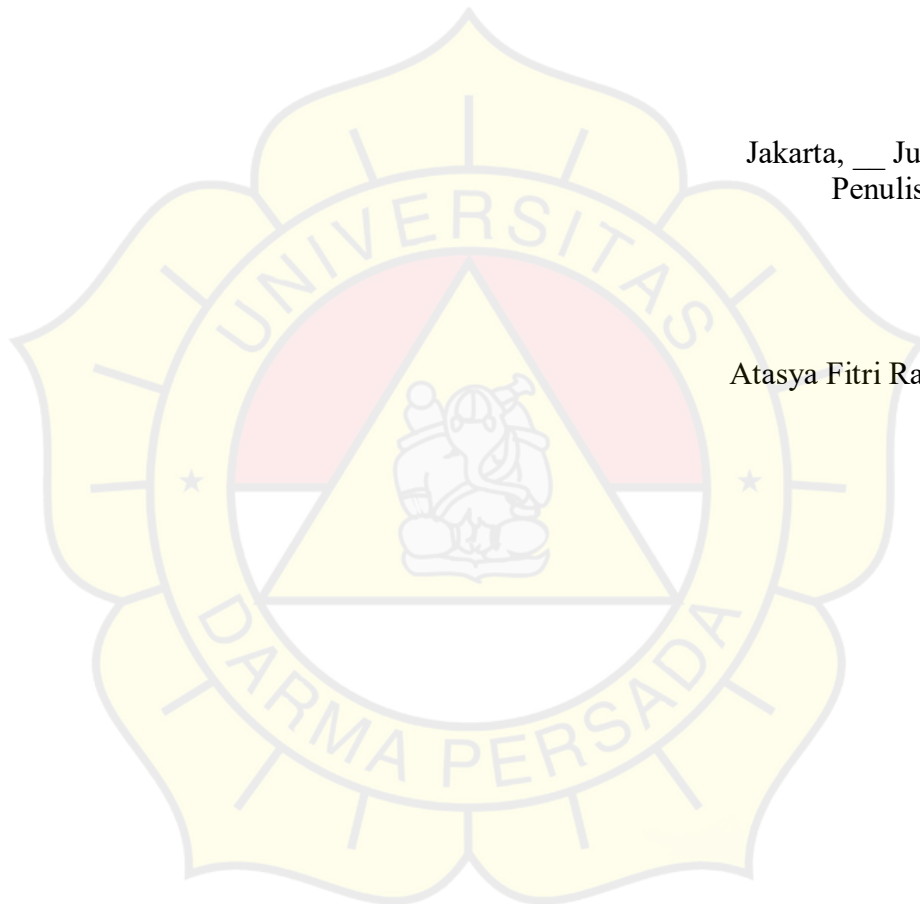 Jakarta, __ Ju
Penulis
Atasya Fitri Ra
UNIVERSITAS
DARMA PERSADA